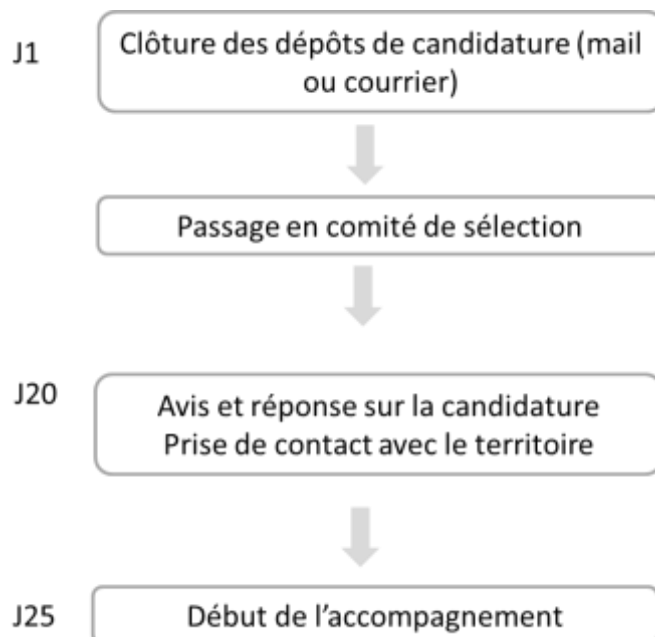 J1
Clôture des dépôts de candidature (mail
ou courrier)
Passage en comité de sélection
J20
Avis et réponse sur la candidature
Prise de contact avec le territoire
J25
Début de l'accompagnement